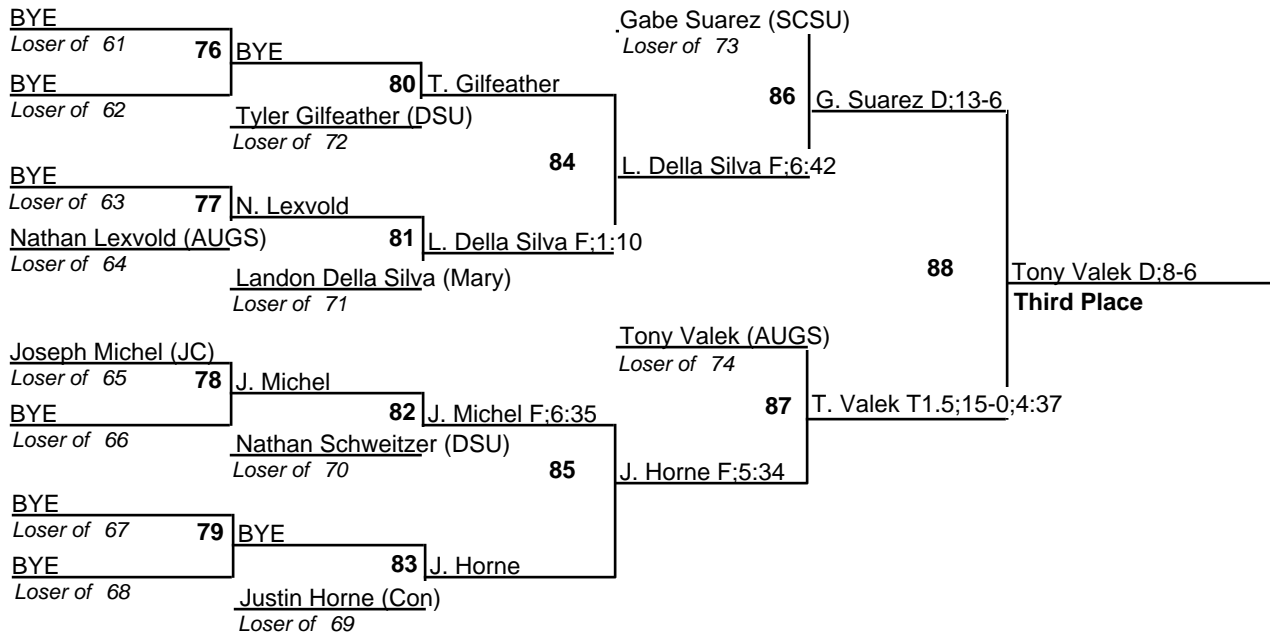 BYE
Loser of 61
76
BYE
BYE
Loser of 62
80
T. Gilfeather
Tyler Gilfeather (DSU)
Loser of 72
84
BYE
Loser of 63
77
N. Lexvold
Nathan Lexvold (AUGS)
Loser of 64
81
L. Della Silva F;1:10
Landon Della Silva (Mary)
Loser of 71
Gabe Suarez (SCSU)
Loser of 73
86
G. Suarez D;13-6
L. Della Silva F;6:42
88
Tony Valek D;8-6
Third Place
Joseph Michel (JC)
Loser of 65
78
J. Michel
BYE
Loser of 66
82
J. Michel F;6:35
Nathan Schweitzer (DSU)
Loser of 70
85
BYE
Loser of 67
79
BYE
BYE
Loser of 68
83
J. Horne
Justin Horne (Con)
Loser of 69
Tony Valek (AUGS)
Loser of 74
87
T. Valek T1.5;15-0;4:37
J. Horne F;5:34